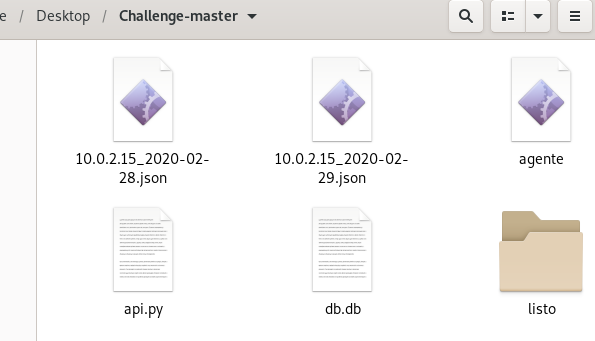 e / Desktop / Challenge-master
10.0.2.15_2020-02-
28.json
10.0.2.15_2020-02-
29.json
agente
api.py
db.db
listo